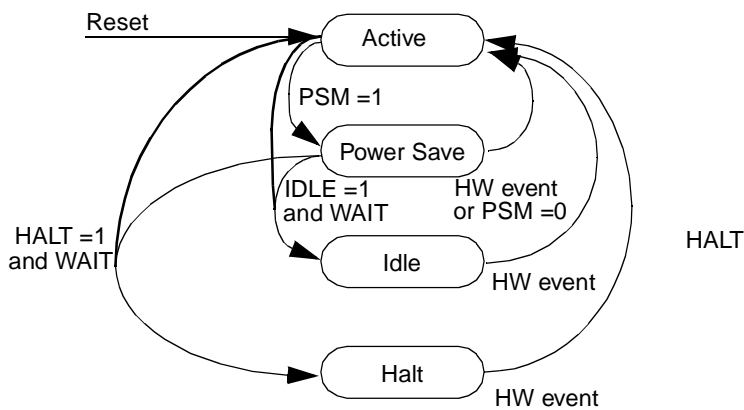 Reset
Active
PSM =1
Power Save
IDLE =1
and WAIT
HW event
or PSM =0
HALT =1
and WAIT
HALT
Idle
HW event
Halt
HW event